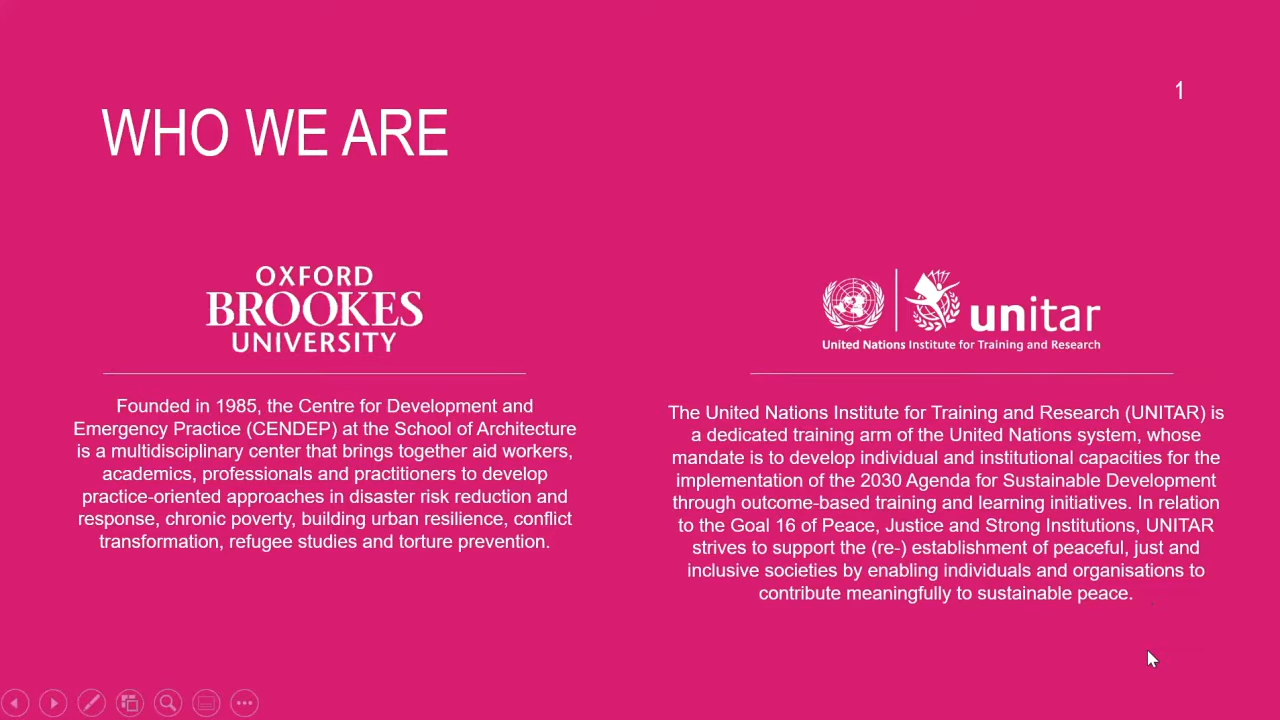 1
WHO WE ARE
OXFORD
BROOKES
UNIVERSITY
Founded in 1985, the Centre for Development and
Emergency Practice (CENDEP) at the School of Architecture
is a multidisciplinary center that brings together aid workers,
academics, professionals and practitioners to develop
practice-oriented approaches in disaster risk reduction and
response, chronic poverty, building urban resilience, conflict
transformation, refugee studies and torture prevention.
unitar
United Nations Institute for Training and Research
The United Nations Institute for Training and Research (UNITAR) is
a dedicated training arm of the United Nations system, whose
mandate is to develop individual and institutional capacities for the
implementation of the 2030 Agenda for Sustainable Development
through outcome-based training and learning initiatives. In relation
to the Goal 16 of Peace, Justice and Strong Institutions, UNITAR
strives to support the (re-) establishment of peaceful, just and
inclusive societies by enabling individuals and organisations to
contribute meaningfully to sustainable peace.